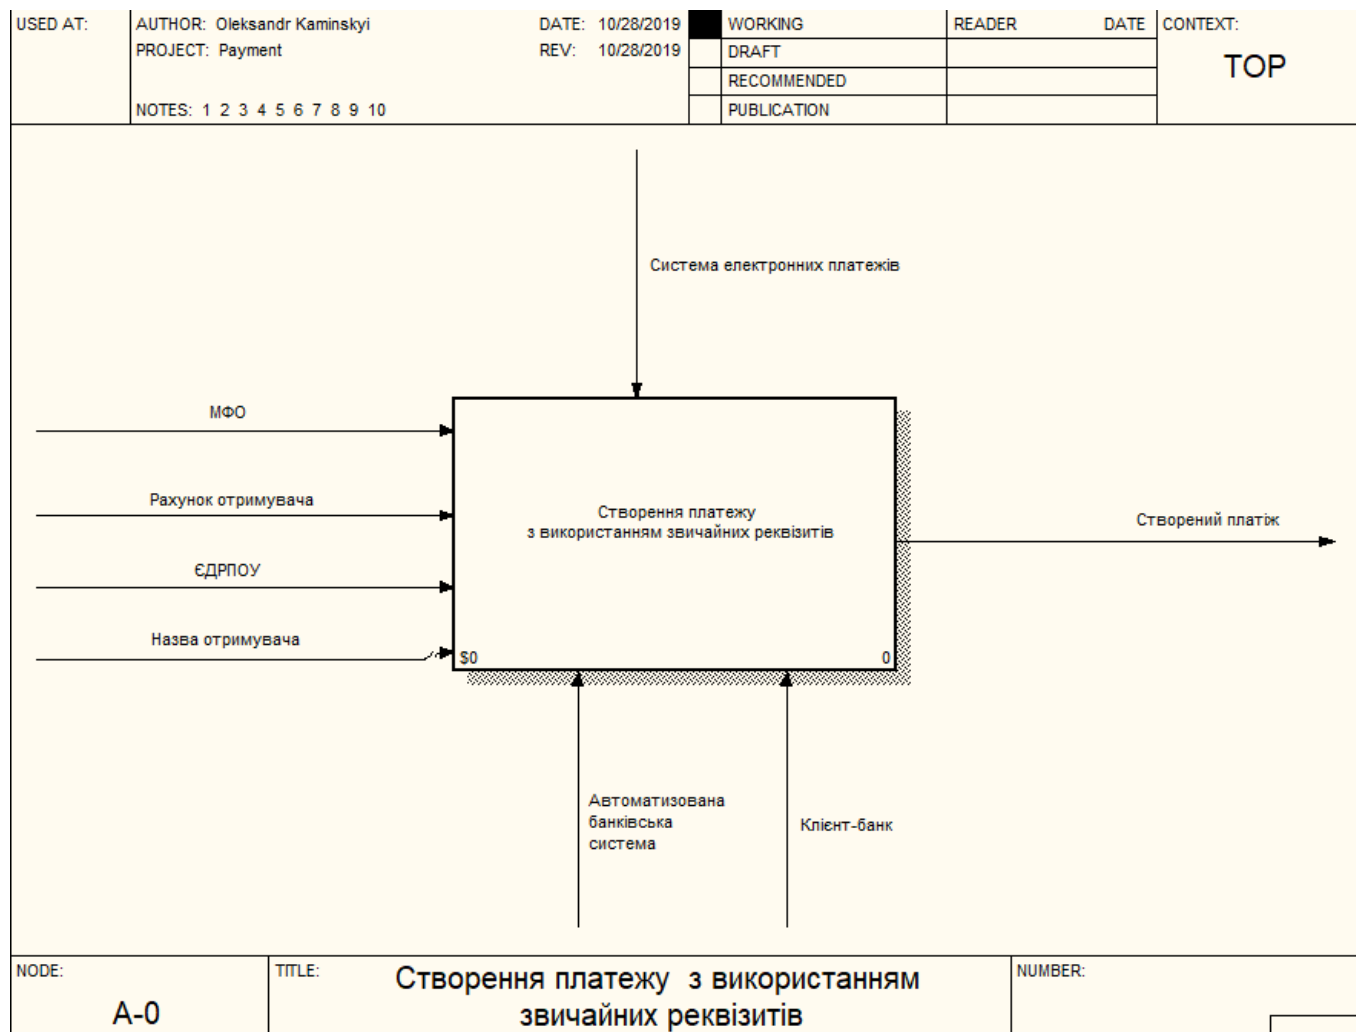 USED AT:
AUTHOR: Oleksandr Kaminskyi
DATE: 10/28/2019
PROJECT: Payment
REV: 10/28/2019
NOTES: 1 2 3 4 5 6 7 8 9 10
WORKING
DRAFT
RECOMMENDED
PUBLICATION
READER
DATE
CONTEXT:
TOP
Система електронних платежів
МФО
Рахунок отримувача
ЄДРПОУ
Назва отримувача
Створення платежу
з використанням звичайних реквізитів
$0
0
Створений платіж
Автоматизована
банківська
система
Клієнт-банк
NODE:
A-0
TITLE:
Створення платежу з використанням
звичайних реквізитів
NUMBER: